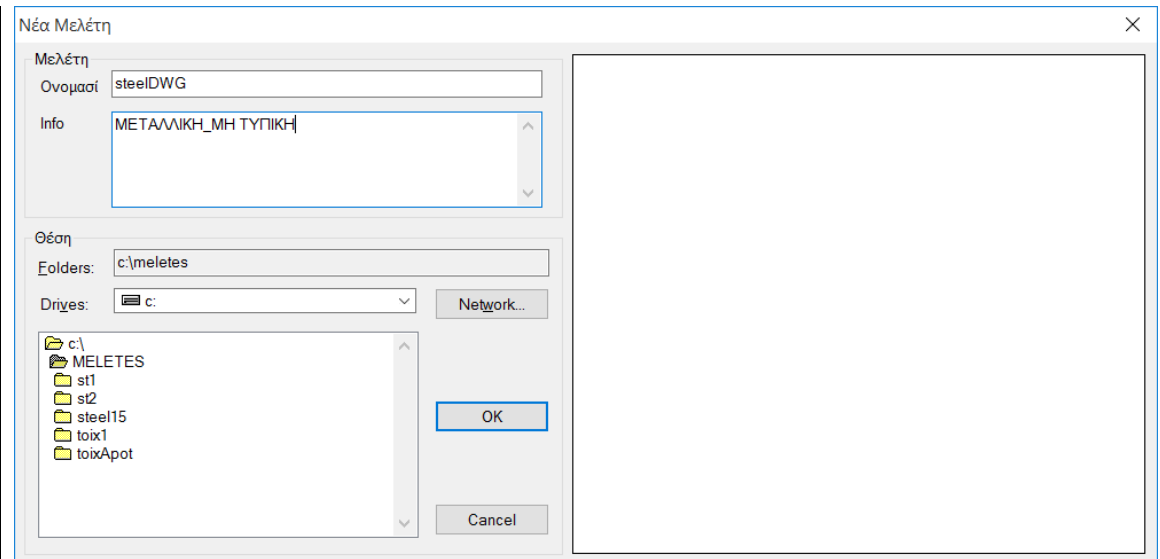 Νέα Μελέτη
Μελέτη
Ονομασί steelDWG
Info ΜΕΤΑΛΛΙΚΗ_ΜΗ ΤΥΠΙΚΗ
Θέση
Folders: c:\meletes
Drives: c: Network...
c:\
MELETES
st1
st2
steel15
toix1
toixApot
OK
Cancel